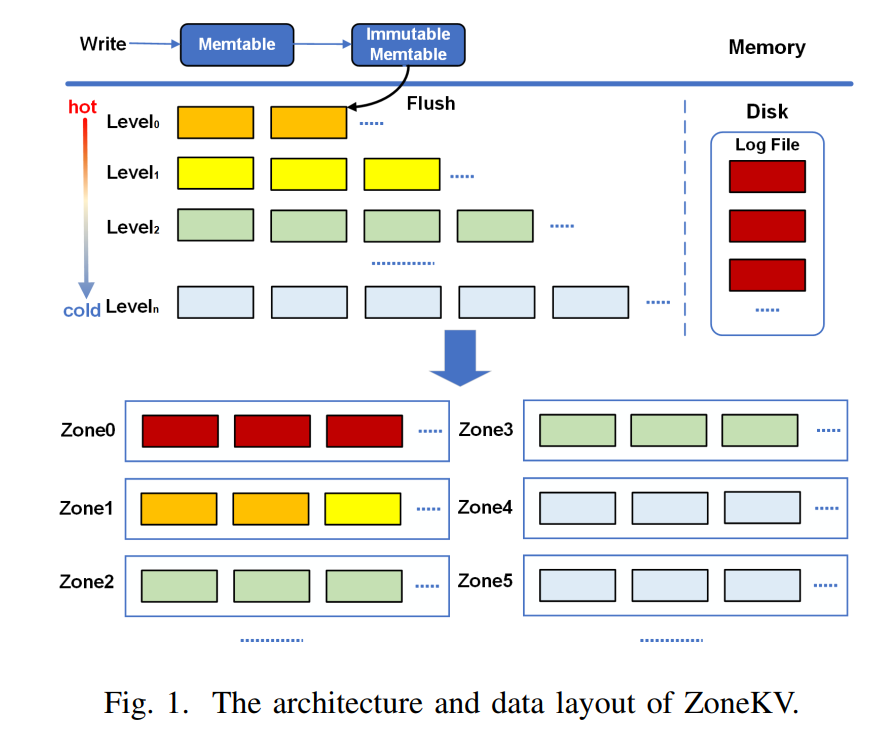 Write
Memtable
Immutable
Memtable
Memory
Flush
hot
Level₀
Disk
Log File
Level₁
Level₂
cold
Levelₙ
Zone0
Zone3
Zone1
Zone4
Zone2
Zone5
Fig. 1. The architecture and data layout of ZoneKV.